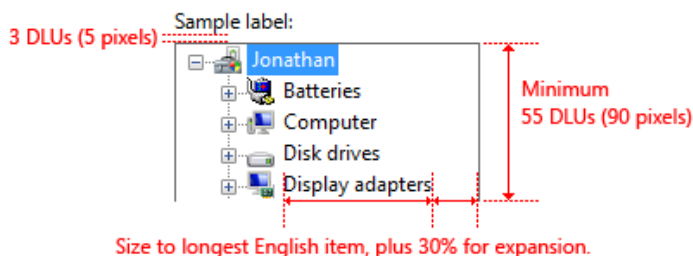 Sample label:
3 DLUs (5 pixels)
Jonathan
Batteries
Computer
Disk drives
Display adapters
Minimum
55 DLUs (90 pixels)
Size to longest English item, plus 30% for expansion.